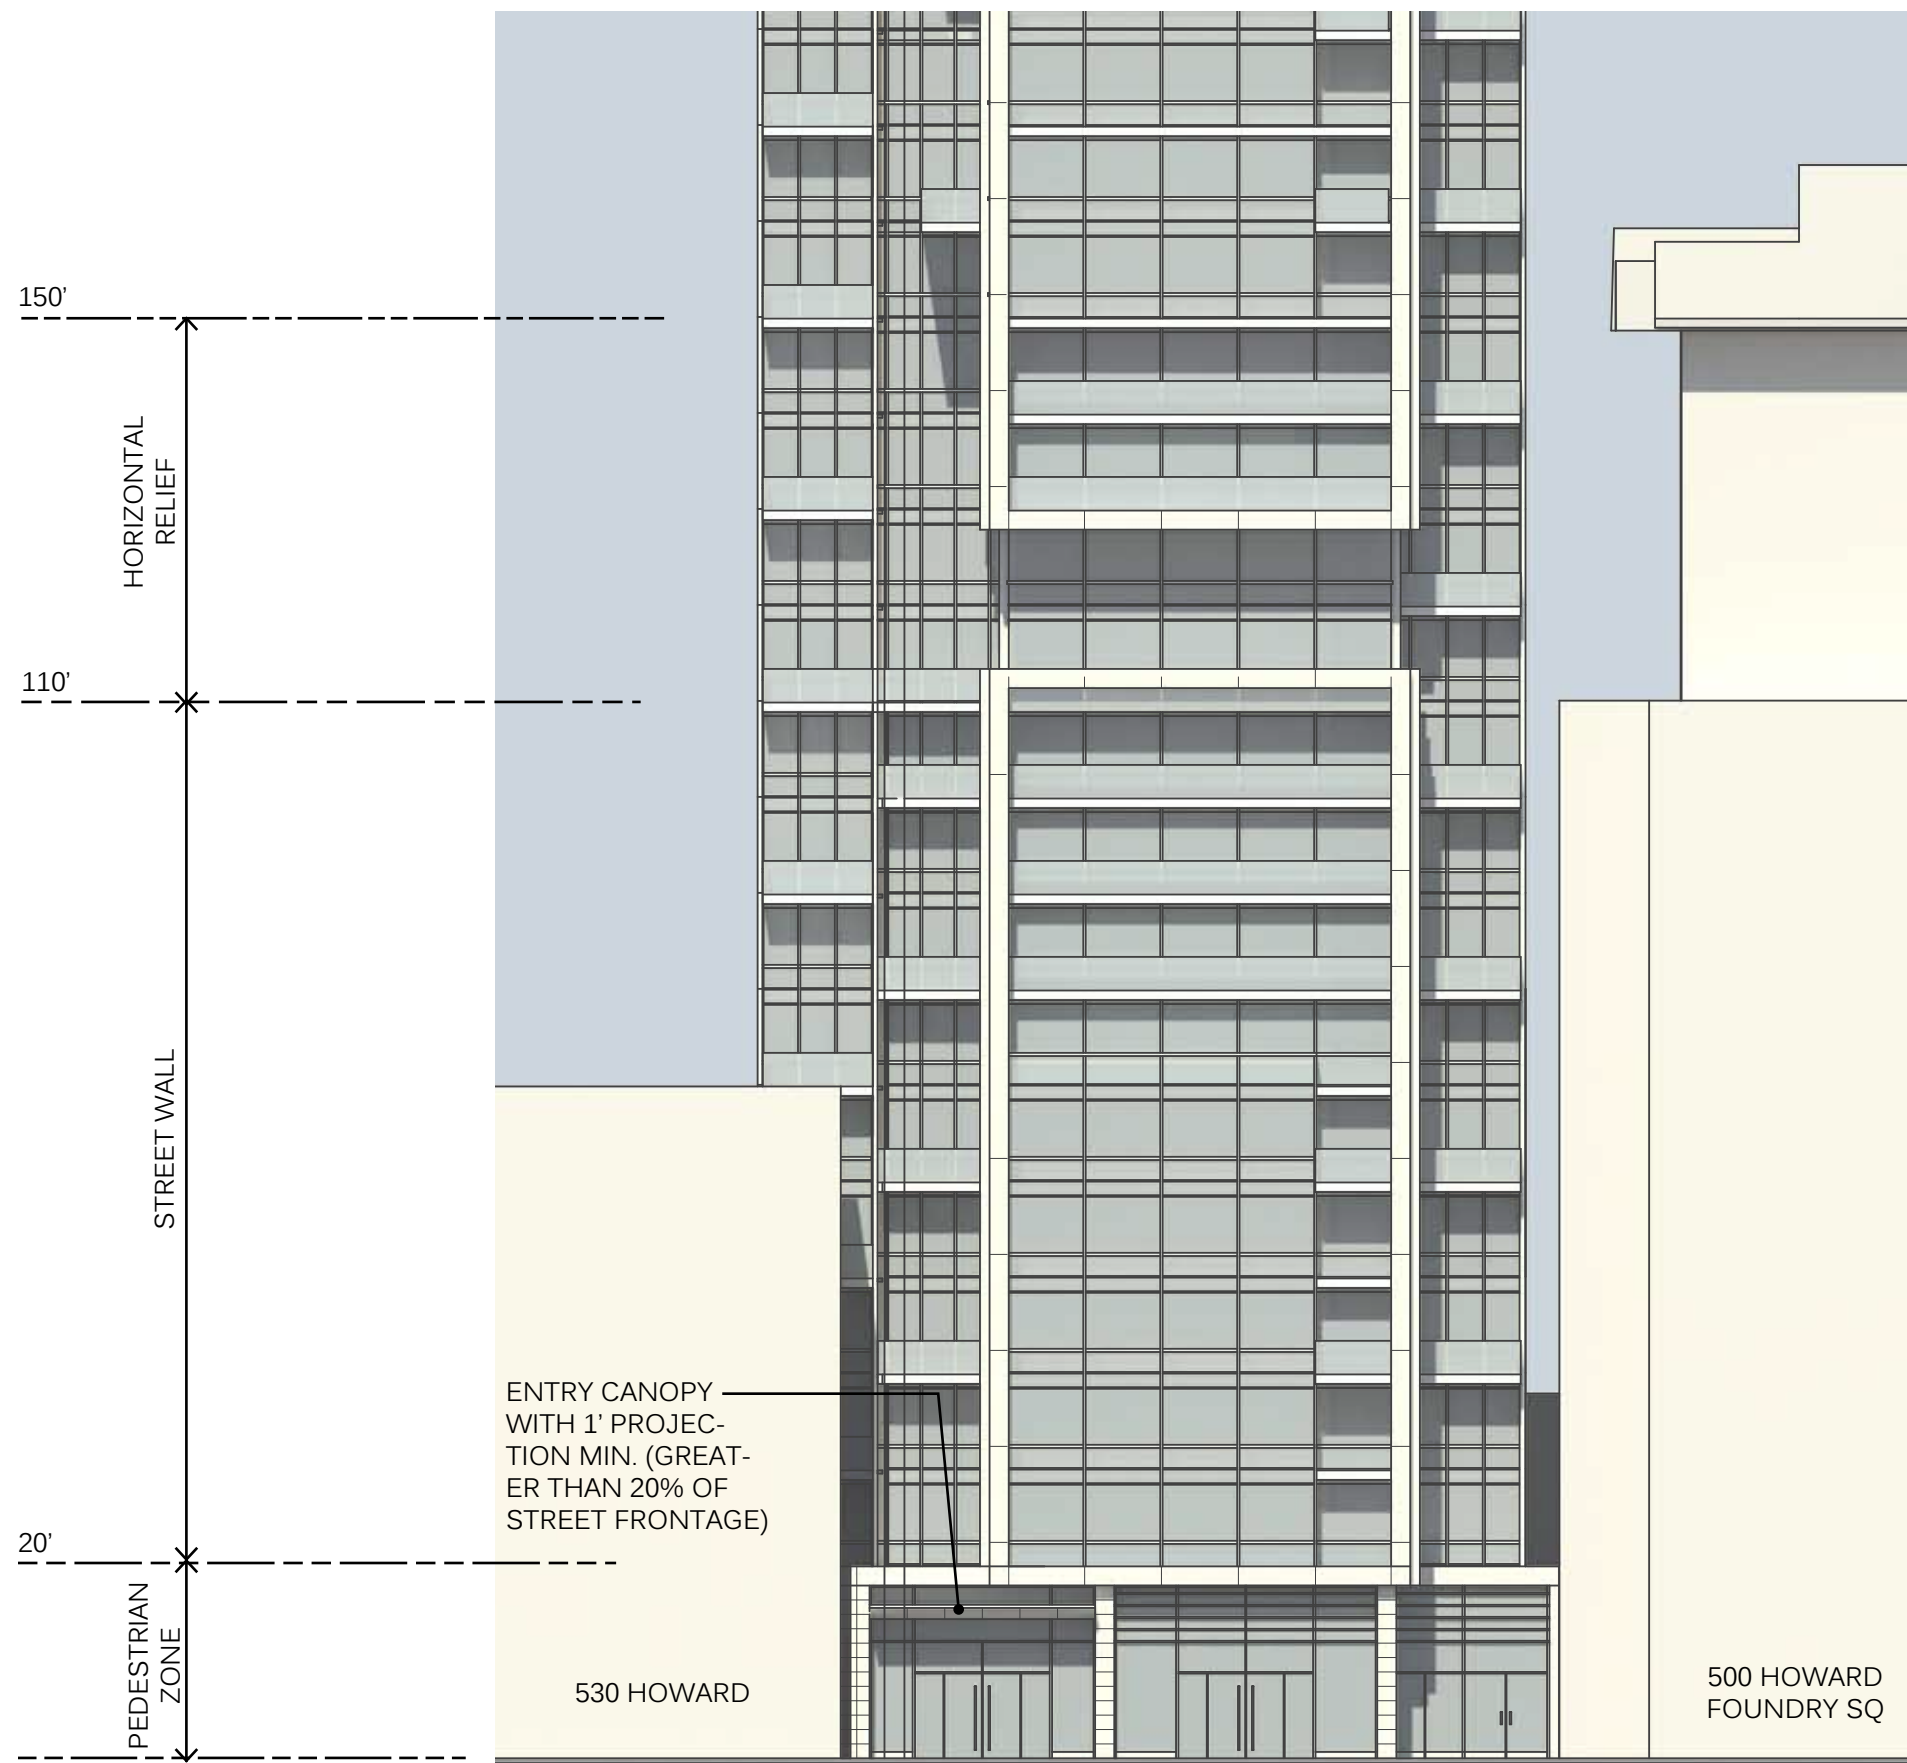 150'
HORIZONTAL
RELIEF
110'
STREET WALL
ENTRY CANOPY
WITH 1' PROJEC-
TION MIN. (GREAT-
ER THAN 20% OF
STREET FRONTAGE)
20'
PEDESTRIAN
ZONE
530 HOWARD
500 HOWARD
FOUNDRY SQ